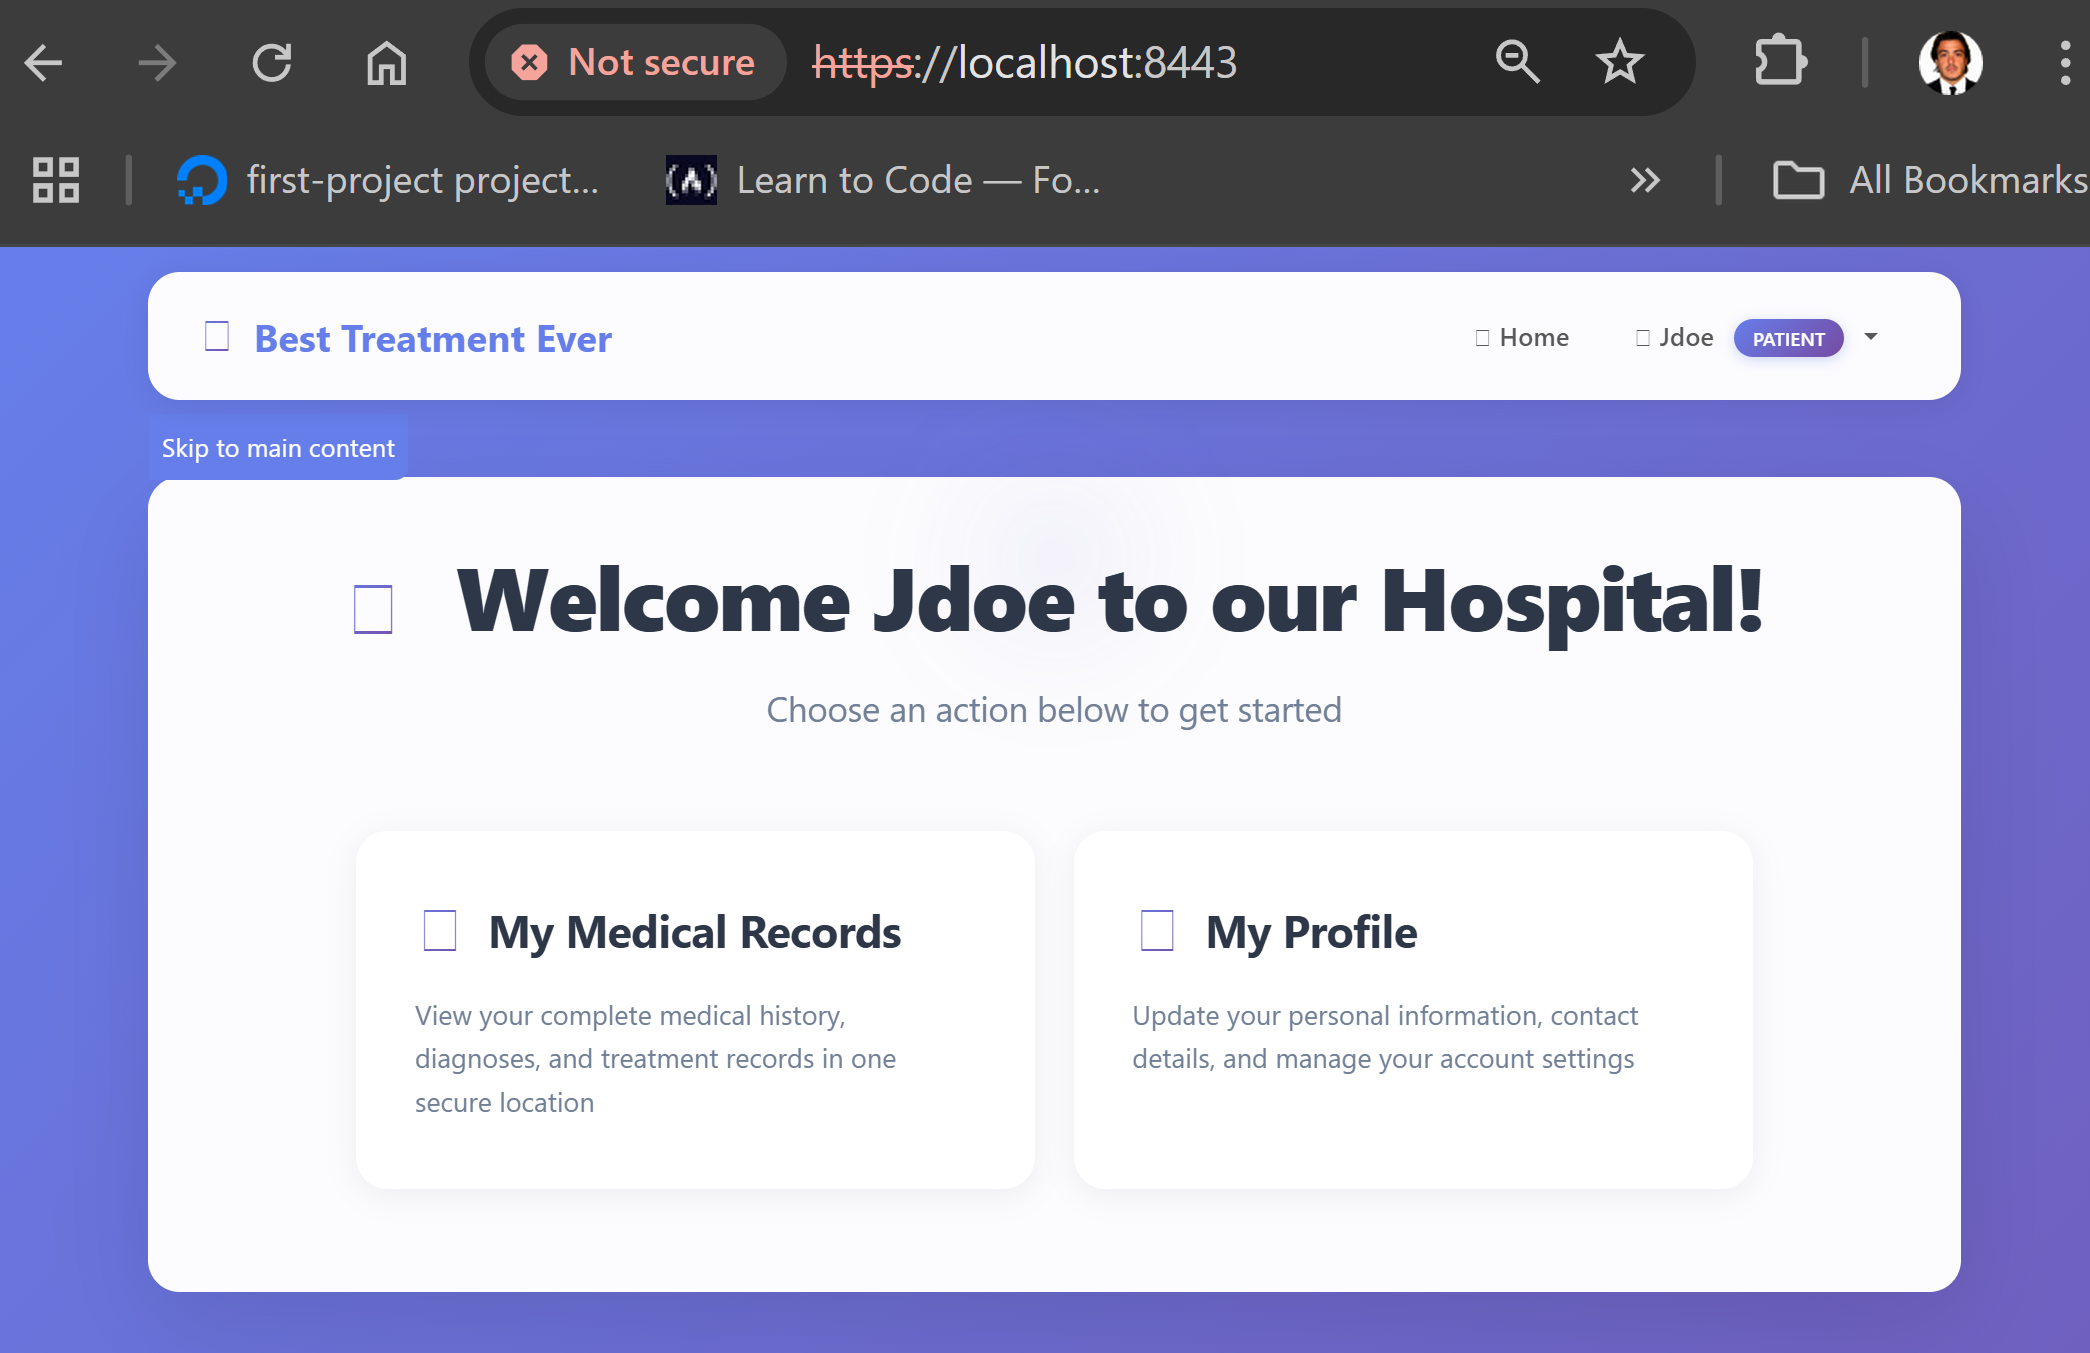 Not secure
https://localhost:8443
first-project project...
Learn to Code — Fo...
All Bookmarks
Best Treatment Ever
Home
Jdoe
PATIENT
Skip to main content
Welcome Jdoe to our Hospital!
Choose an action below to get started
My Medical Records
View your complete medical history,
diagnoses, and treatment records in one
secure location
My Profile
Update your personal information, contact
details, and manage your account settings